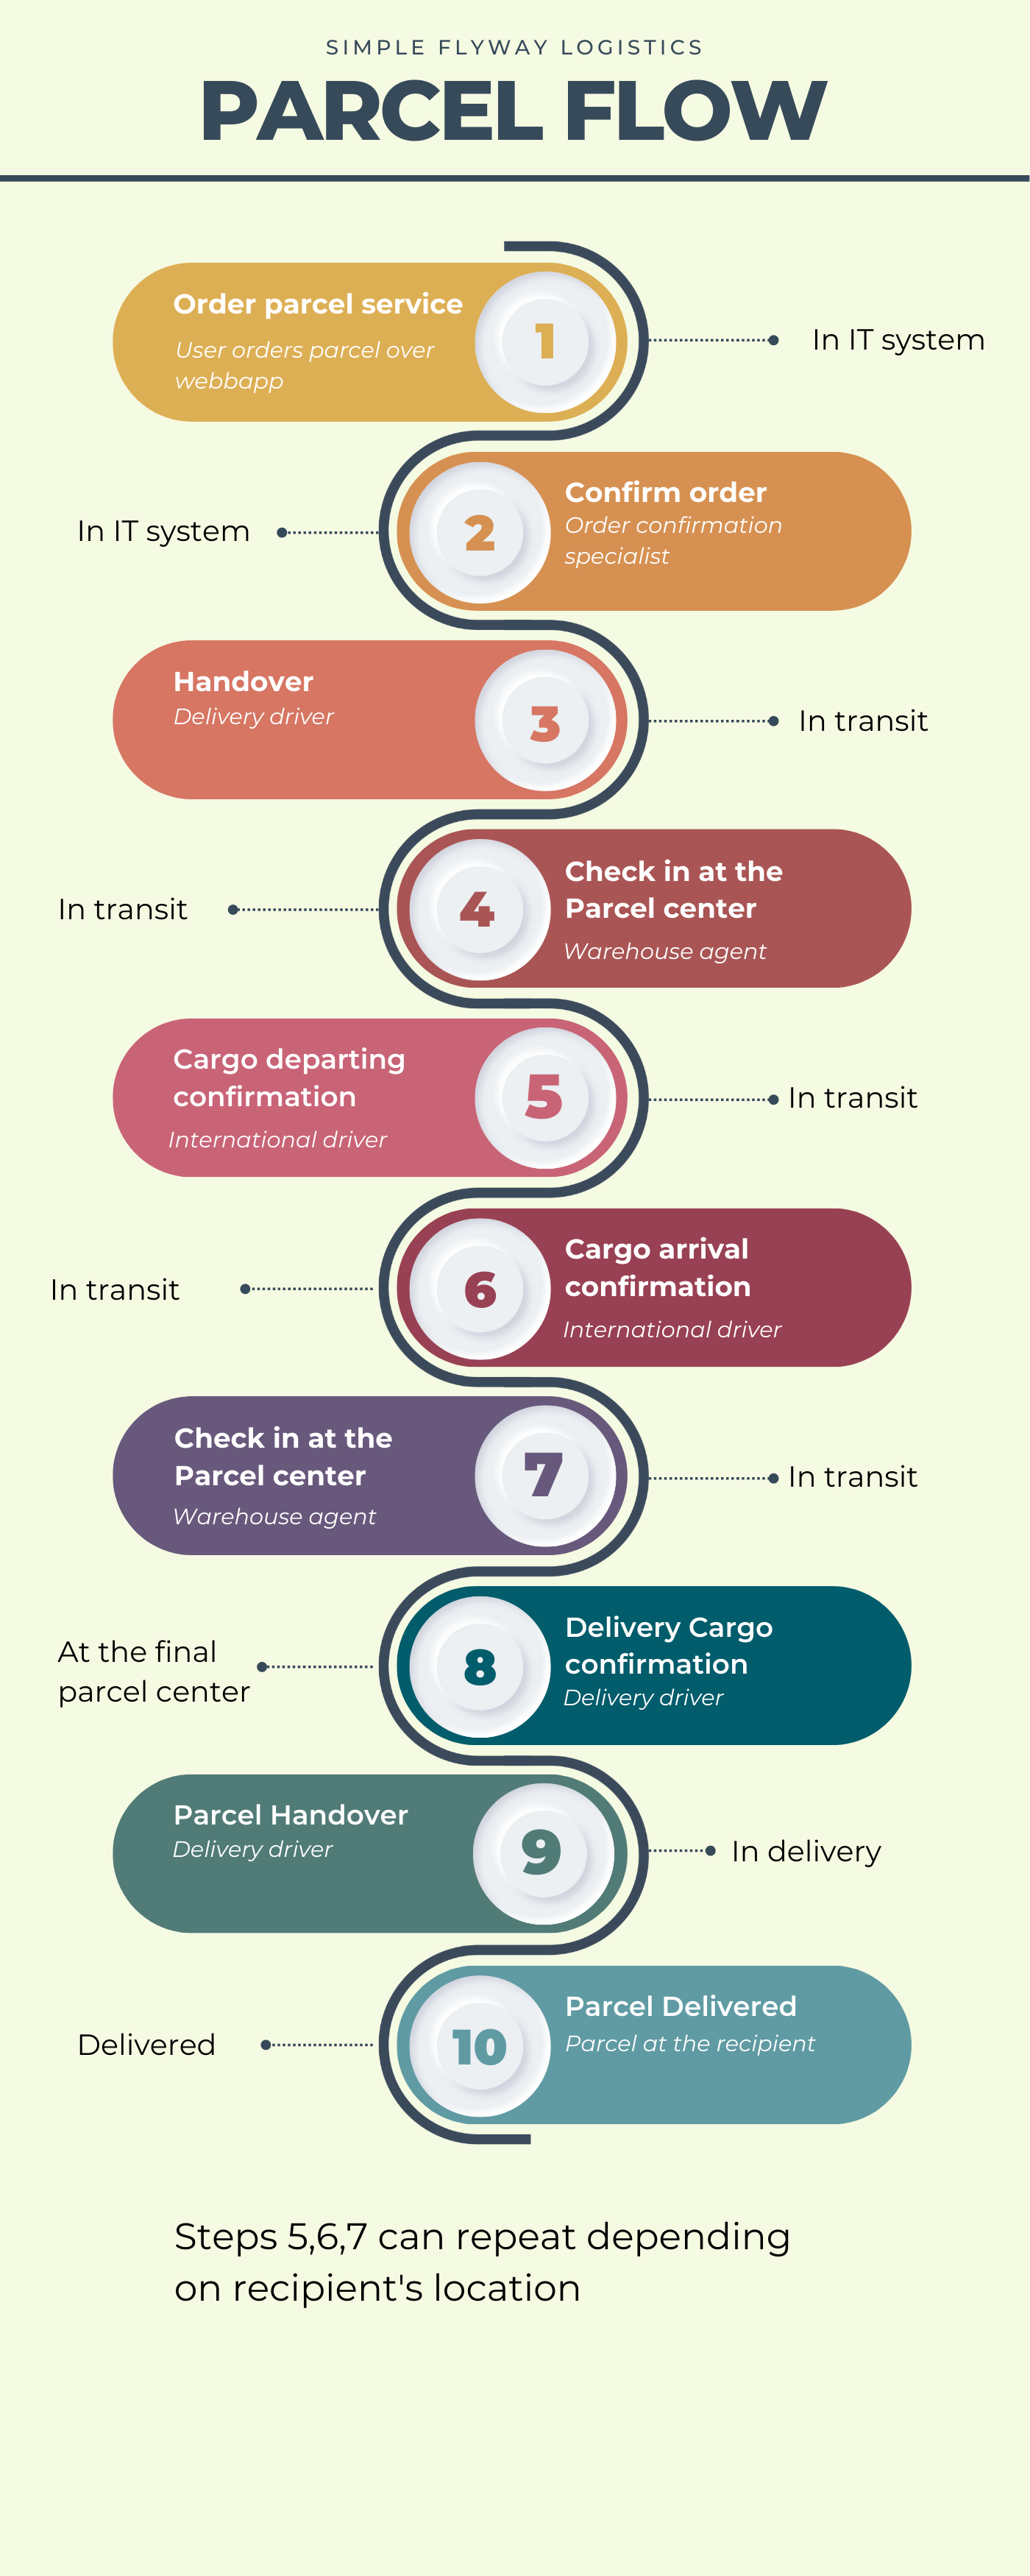 SIMPLE FLYWAY LOGISTICS
PARCEL FLOW
Order parcel service
User orders parcel over
webbapp
1
In IT system
In IT system
2
Confirm order
Order confirmation
specialist
Handover
Delivery driver
3
In transit
In transit
4
Check in at the
Parcel center
Warehouse agent
Cargo departing
confirmation
International driver
5
In transit
In transit
6
Cargo arrival
confirmation
International driver
Check in at the
Parcel center
Warehouse agent
7
In transit
At the final
parcel center
8
Delivery Cargo
confirmation
Delivery driver
Parcel Handover
Delivery driver
9
In delivery
Delivered
10
Parcel Delivered
Parcel at the recipient
Steps 5,6,7 can repeat depending
on recipient's location